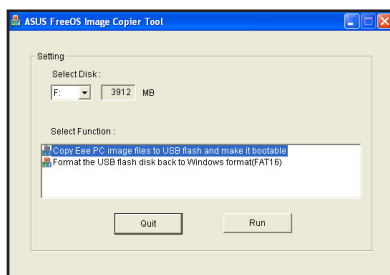 ASUS FreeOS Image Copier Tool
Setting
Select Disk :
F: 3912 MB
Select Function :
Copy Eee PC image files to USB flash and make it bootable
Format the USB flash disk back to Windows format(FAT16)
Quit Run